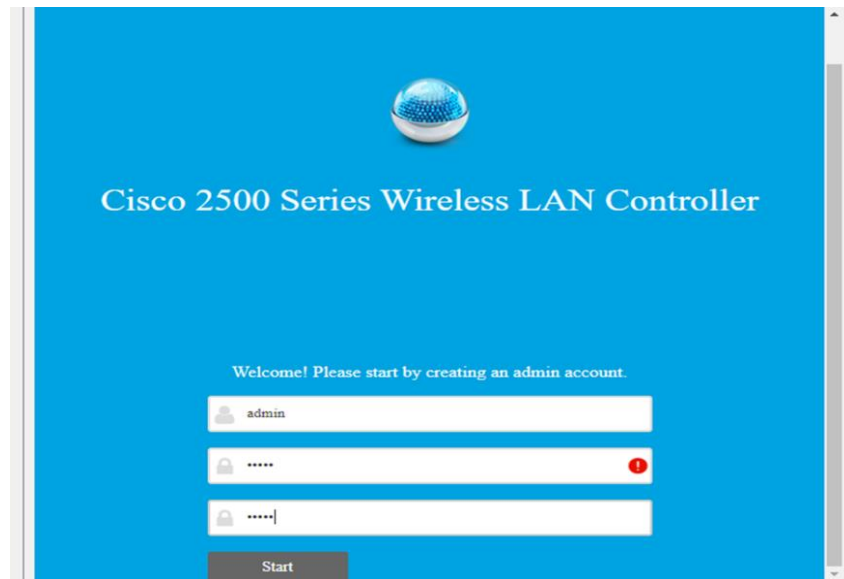 Cisco 2500 Series Wireless LAN Controller
Welcome! Please start by creating an admin account.
admin
•••••
•••••
Start